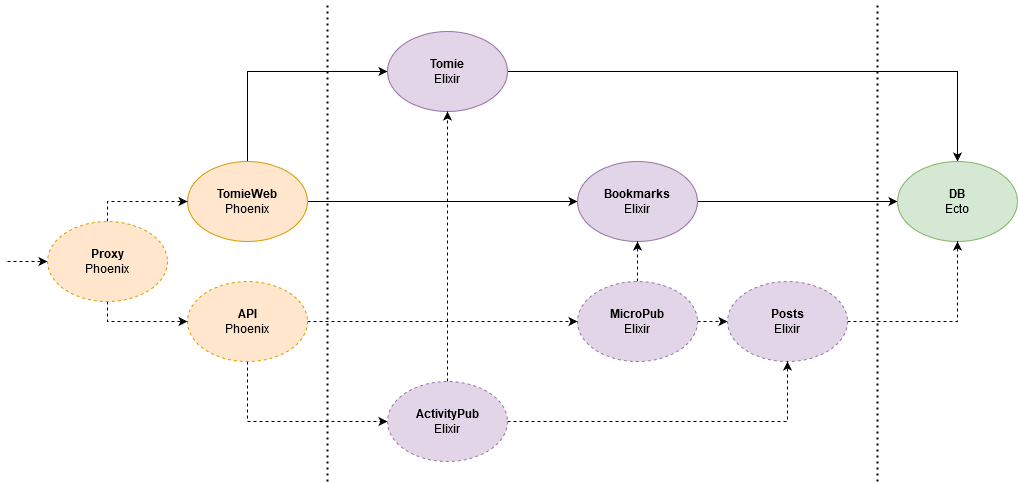 Tomie
Elixir
TomieWeb
Phoenix
Bookmarks
Elixir
DB
Ecto
Proxy
Phoenix
API
Phoenix
MicroPub
Elixir
Posts
Elixir
ActivityPub
Elixir